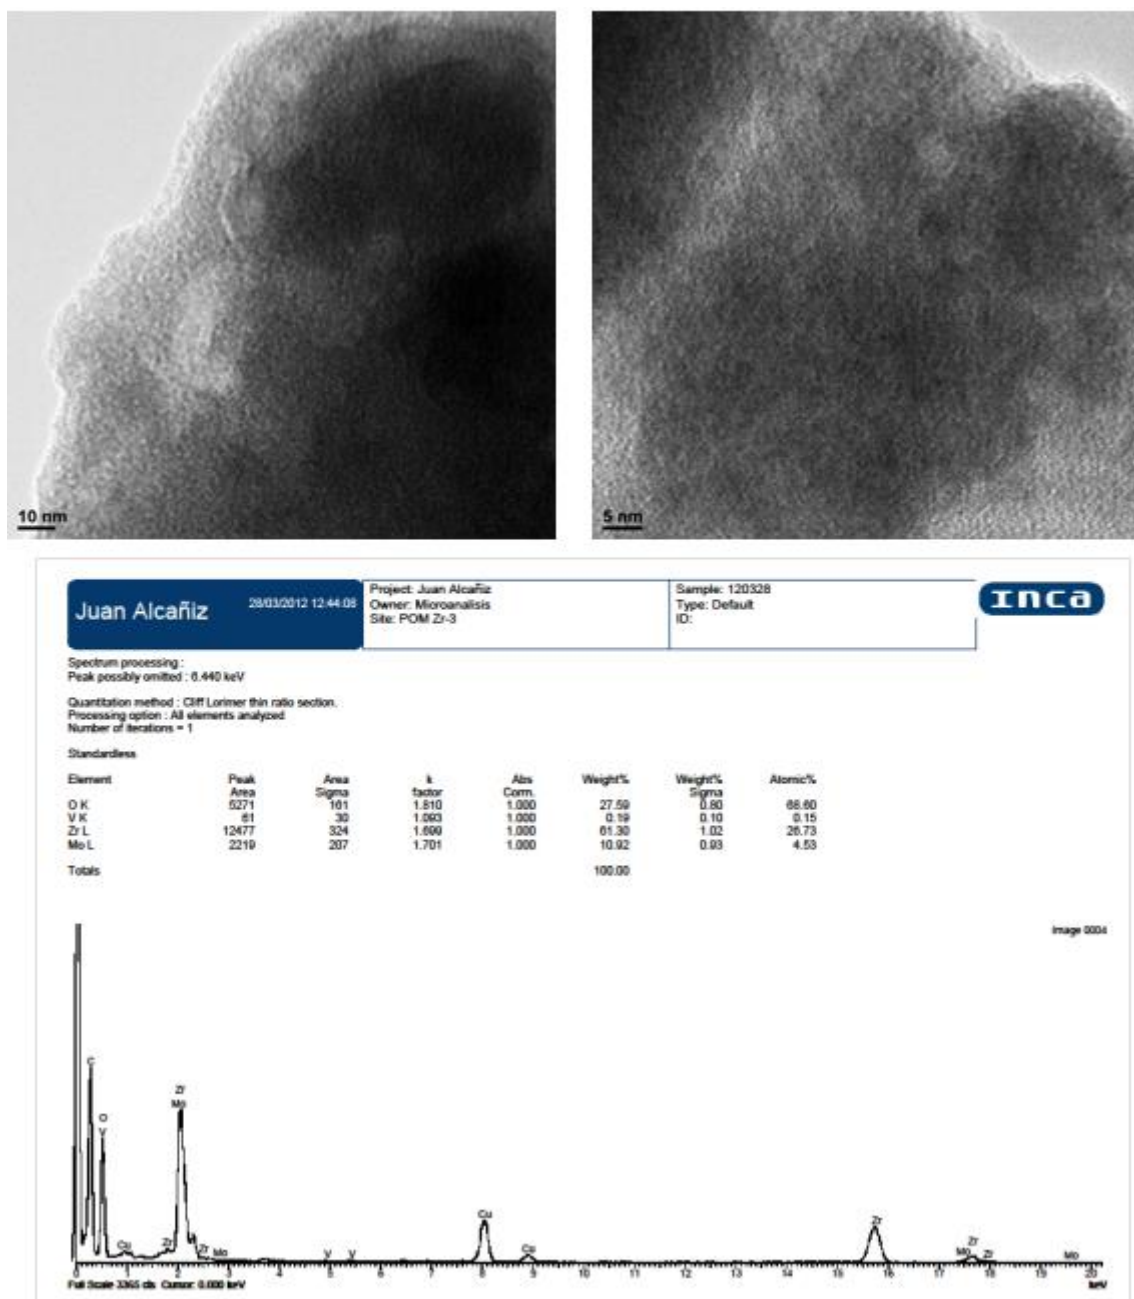 10 nm
5 nm
Juan Alcañiz
28/03/2012 12:44:08
Project: Juan Alcañiz
Owner: Microanalisis
Site: POM Zr-3
Sample: 120328
Type: Default
ID:
INCA
Spectrum processing :
Peak possibly omitted : 6.440 keV
Quantitation method : Cliff Lorimer thin ratio section.
Processing option : All elements analyzed
Number of iterations = 1
Standardless
Element Peak Area k Abs Weight% Weight% Atomic%
Area Sigma factor Corrn. Sigma
O K 5271 161 1.810 1.000 27.59 0.80 68.60
V K 61 30 1.093 1.000 0.19 0.10 0.15
Zr L 12477 324 1.699 1.000 61.30 1.02 26.73
Mo L 2219 207 1.701 1.000 10.92 0.93 4.53
Totals 100.00
Image 0004
C
O
V
Zr
Mo
Cu
Zr
Zr
Mo
V
V
Cu
Cu
Zr
Mo
Zr
Zr
Mo
0 1 2 3 4 5 6 7 8 9 10 11 12 13 14 15 16 17 18 19 20
Full Scale 3365 cts Cursor: 0.000 keV
keV